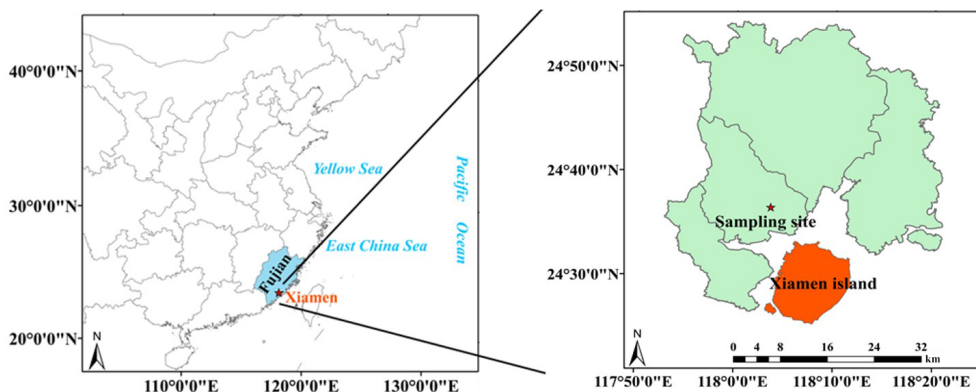 40°0'0"N
30°0'0"N
20°0'0"N
110°0'0"E
120°0'0"E
130°0'0"E
Yellow Sea
East China Sea
Pacific Ocean
Fujian
Xiamen
N
24°50'0"N
24°40'0"N
24°30'0"N
Sampling site
Xiamen island
N
0 4 8 16 24 32
km
117°50'0"E
118°0'0"E
118°10'0"E
118°20'0"E